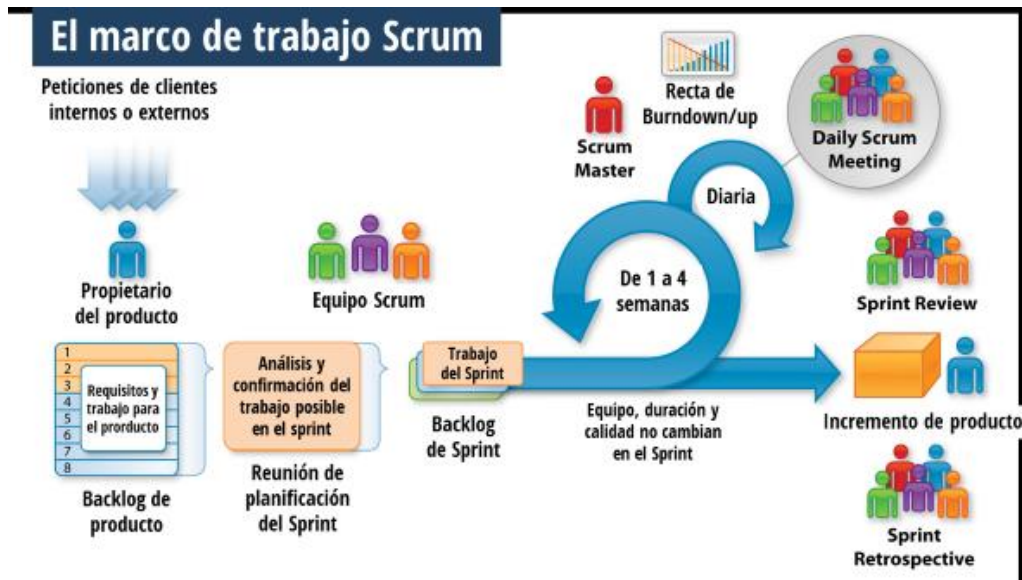 El marco de trabajo Scrum
Peticiones de clientes
internos o externos
Propietario
del producto
1
2
3
4
5
6
7
8
Requisitos y
trabajo para
el prorducto
Backlog de
producto
Equipo Scrum
Análisis y
confirmación del
trabajo posible
en el sprint
Reunión de
planificación
del Sprint
Trabajo
del Sprint
Backlog
de Sprint
Scrum
Master
Recta de
Burndown/up
Daily Scrum
Meeting
Diaria
De 1 a 4
semanas
Equipo, duración y
calidad no cambian
en el Sprint
Sprint Review
Incremento de producto
Sprint
Retrospective